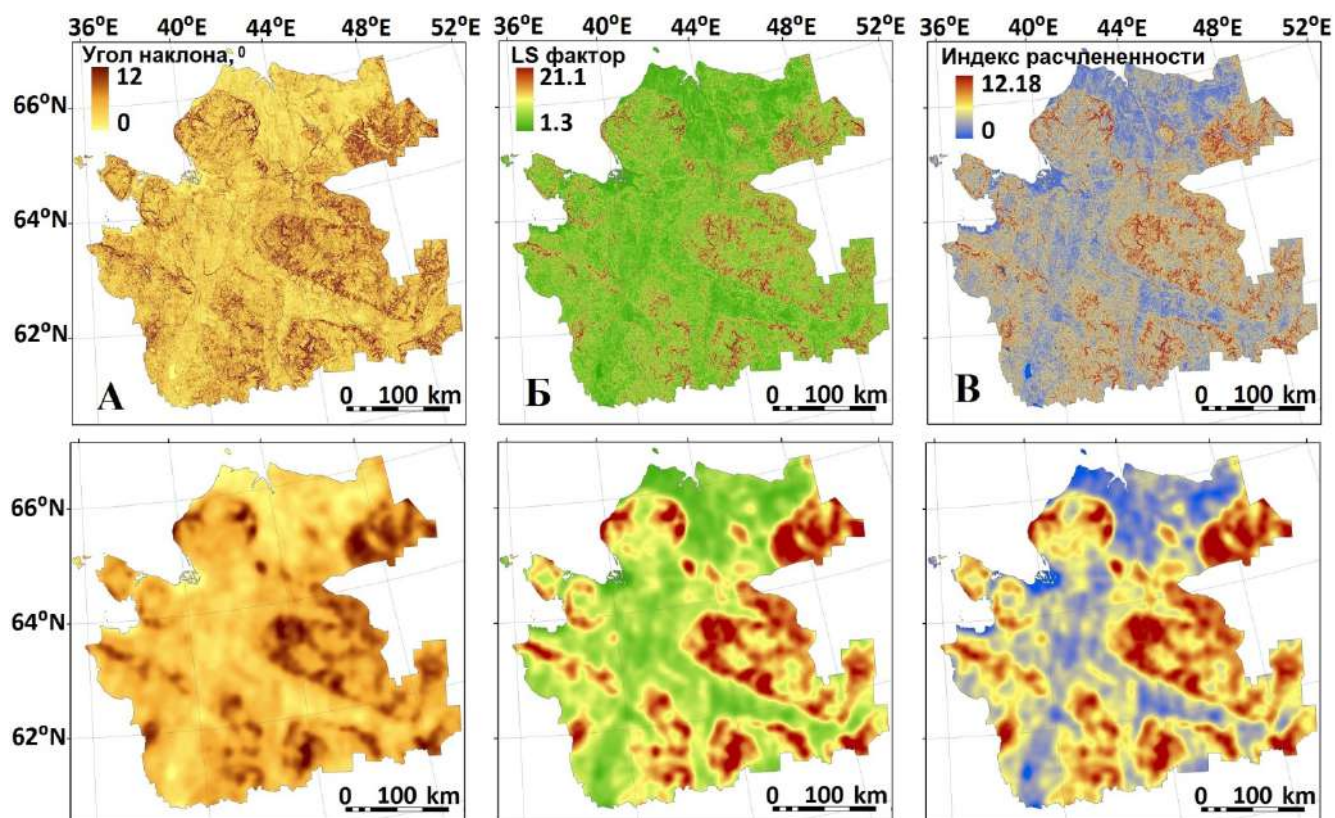 36°E 40°E 44°E 48°E 52°E 36°E 40°E 44°E 48°E 52°E 36°E 40°E 44°E 48°E 52°E
Угол наклона, 0
12
0
LS фактор
21.1
1.3
Индекс расчлененности
12.18
0
66°N
64°N
62°N
А
0 100 km
Б
0 100 km
В
0 100 km
66°N
64°N
62°N
0 100 km
0 100 km
0 100 km